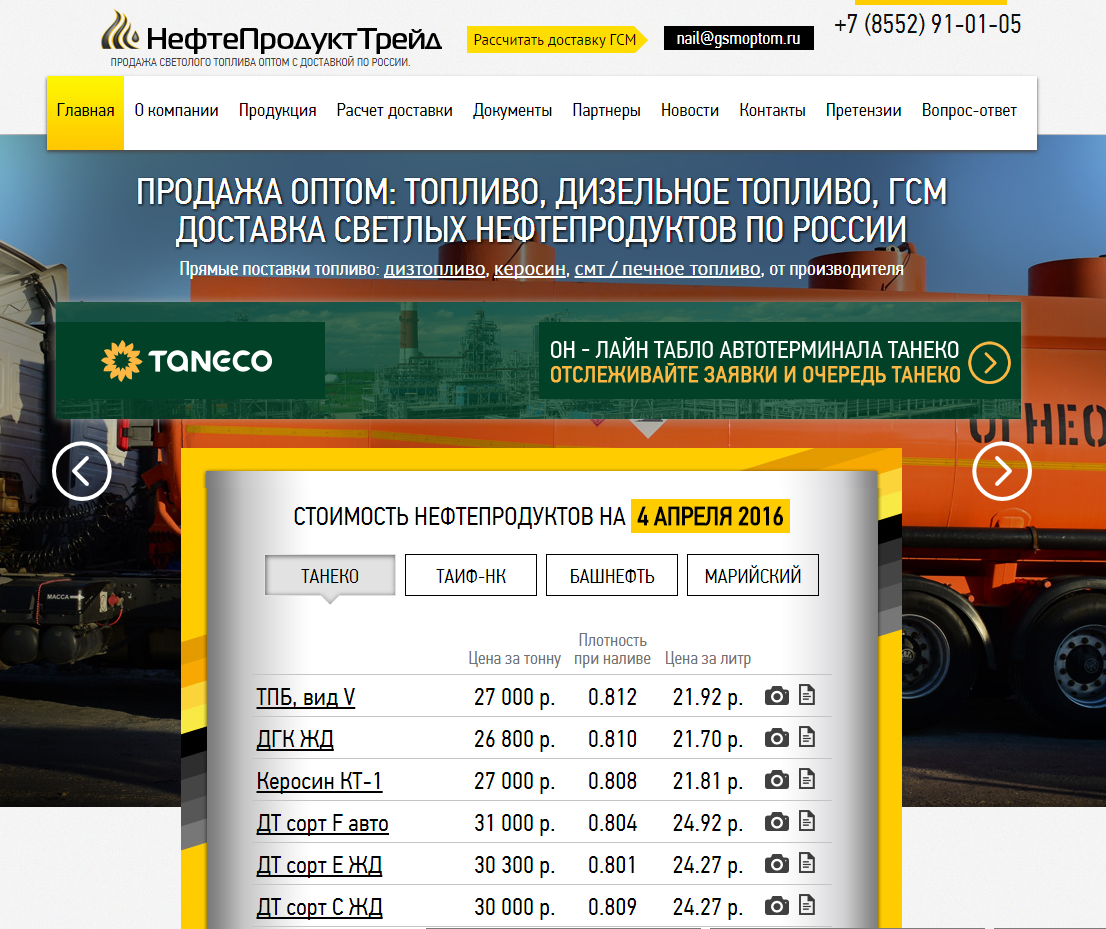 НефтеПродуктТрейд
ПРОДАЖА СВЕТОЛОГО ТОПЛИВА ОПТОМ С ДОСТАВКОЙ ПО РОССИИ.
Рассчитать доставку ГСМ
nail@gsmoptom.ru
+7 (8552) 91-01-05
Главная О компании Продукция Расчет доставки Документы Партнеры Новости Контакты Претензии Вопрос-ответ
ПРОДАЖА ОПТОМ: ТОПЛИВО, ДИЗЕЛЬНОЕ ТОПЛИВО, ГСМ
ДОСТАВКА СВЕТЛЫХ НЕФТЕПРОДУКТОВ ПО РОССИИ
Прямые поставки топливо: дизтопливо, керосин, смт / печное топливо, от производителя
TANECO
ОН - ЛАЙН ТАБЛО АВТОТЕРМИНАЛА ТАНЕКО
ОТСЛЕЖИВАЙТЕ ЗАЯВКИ И ОЧЕРЕДЬ ТАНЕКО
ОГНЕО
СТОИМОСТЬ НЕФТЕПРОДУКТОВ НА 4 АПРЕЛЯ 2016
ТАНЕКО ТАИФ-НК БАШНЕФТЬ МАРИЙСКИЙ
МАССА
Цена за тонну Плотность при наливе Цена за литр
ТПБ, вид V 27 000 р. 0.812 21.92 р.
ДГК ЖД 26 800 р. 0.810 21.70 р.
Керосин КТ-1 27 000 р. 0.808 21.81 р.
ДТ сорт F авто 31 000 р. 0.804 24.92 р.
ДТ сорт Е ЖД 30 300 р. 0.801 24.27 р.
ДТ сорт С ЖД 30 000 р. 0.809 24.27 р.